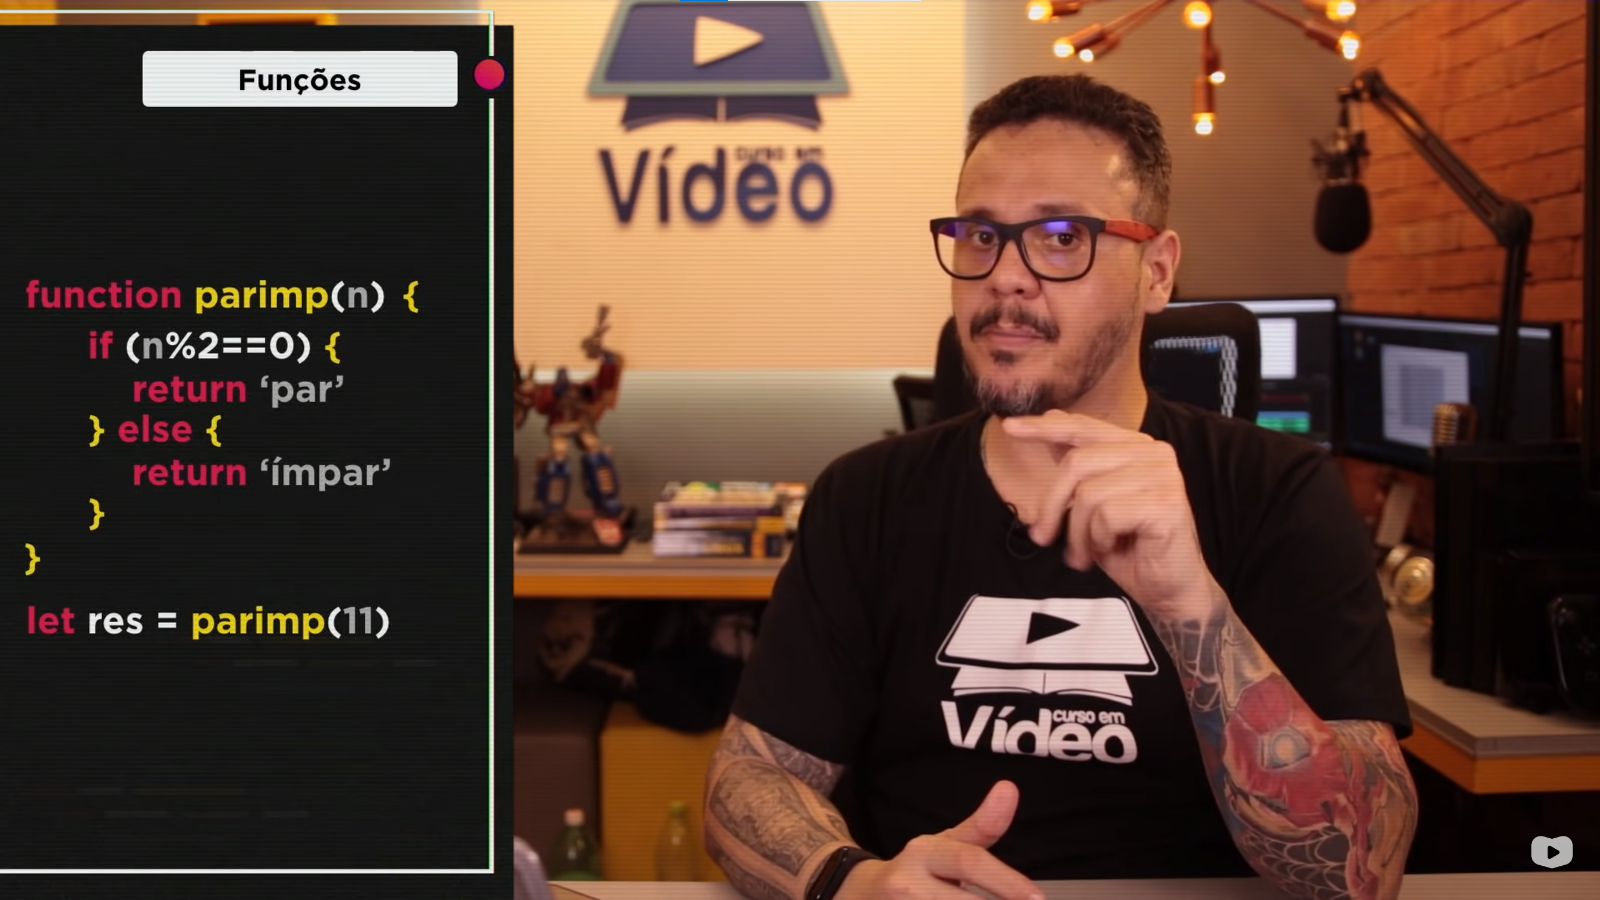 Funções
function parimp(n) {
if (n%2==0) {
return ‘par’
} else {
return ‘ímpar’
}
}
let res = parimp(11)
curso em
Vídeo
curso em
Vídeo